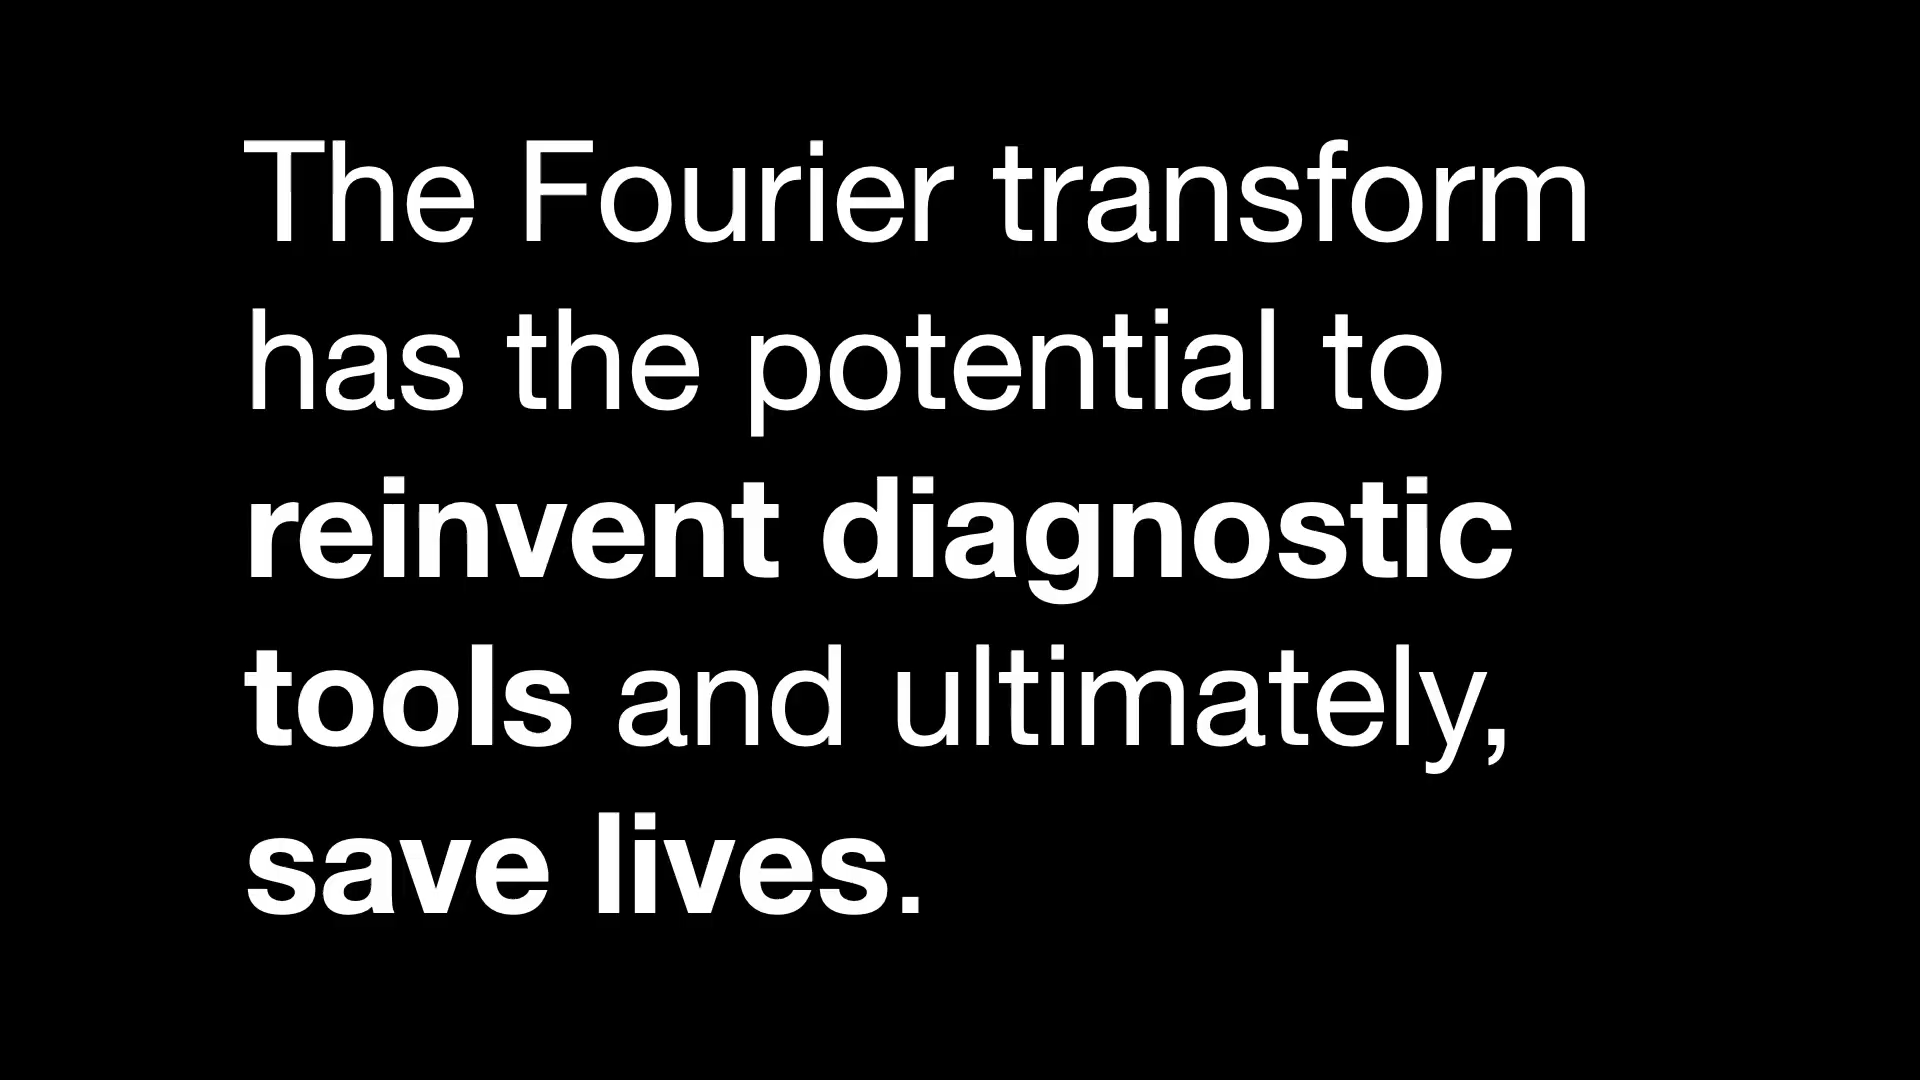 The Fourier transform
has the potential to
reinvent diagnostic
tools and ultimately,
save lives.